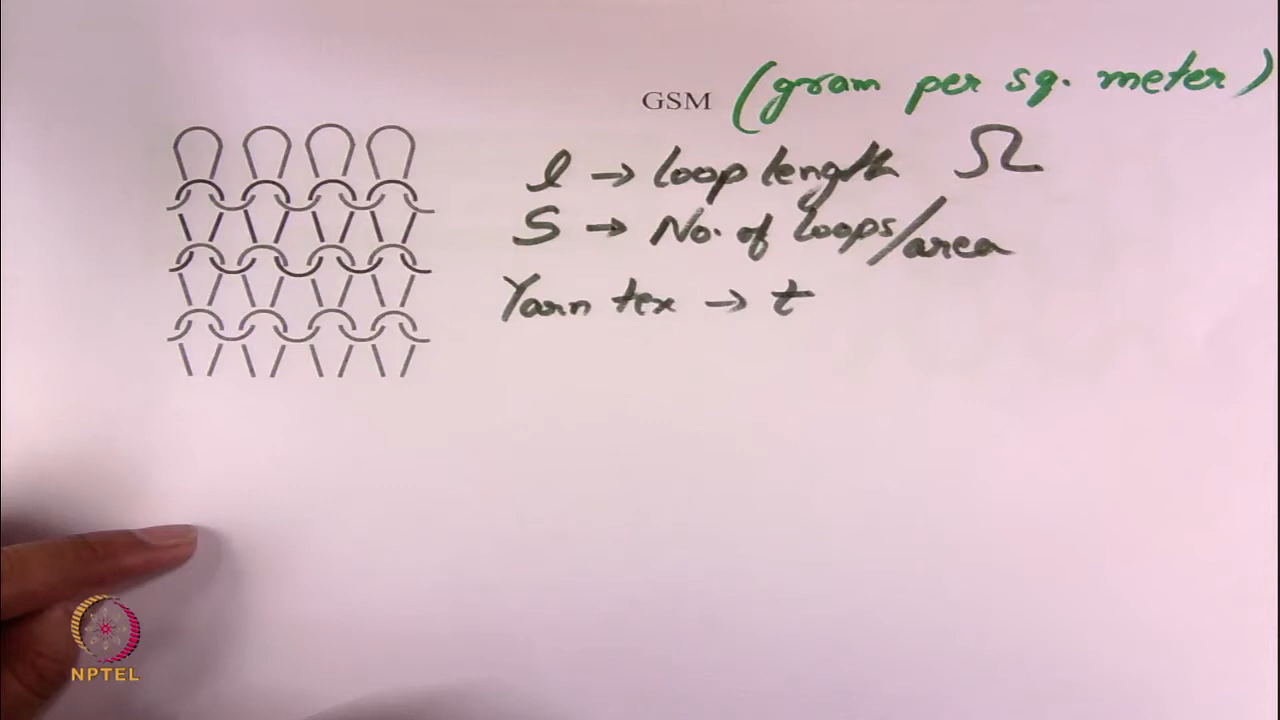 GSM (gram per sq. meter)
l → loop length Ω
S → No. of loops/area
Yarn tex → t
NPTEL